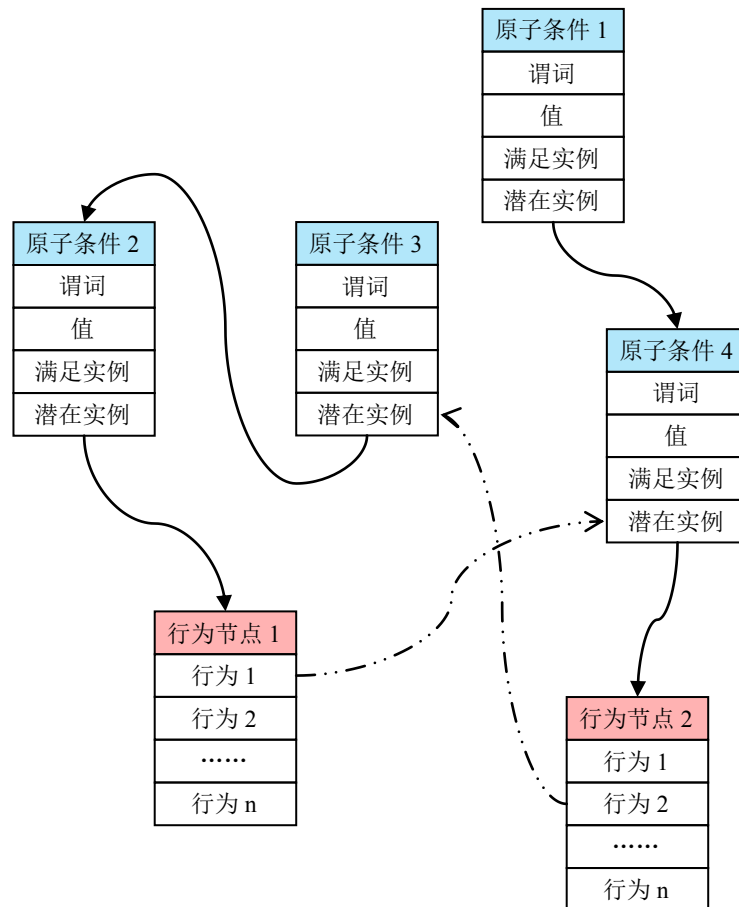 原子条件 1
谓词
值
满足实例
潜在实例
原子条件 2
谓词
值
满足实例
潜在实例
原子条件 3
谓词
值
满足实例
潜在实例
原子条件 4
谓词
值
满足实例
潜在实例
行为节点 1
行为 1
行为 2
……
行为 n
行为节点 2
行为 1
行为 2
……
行为 n